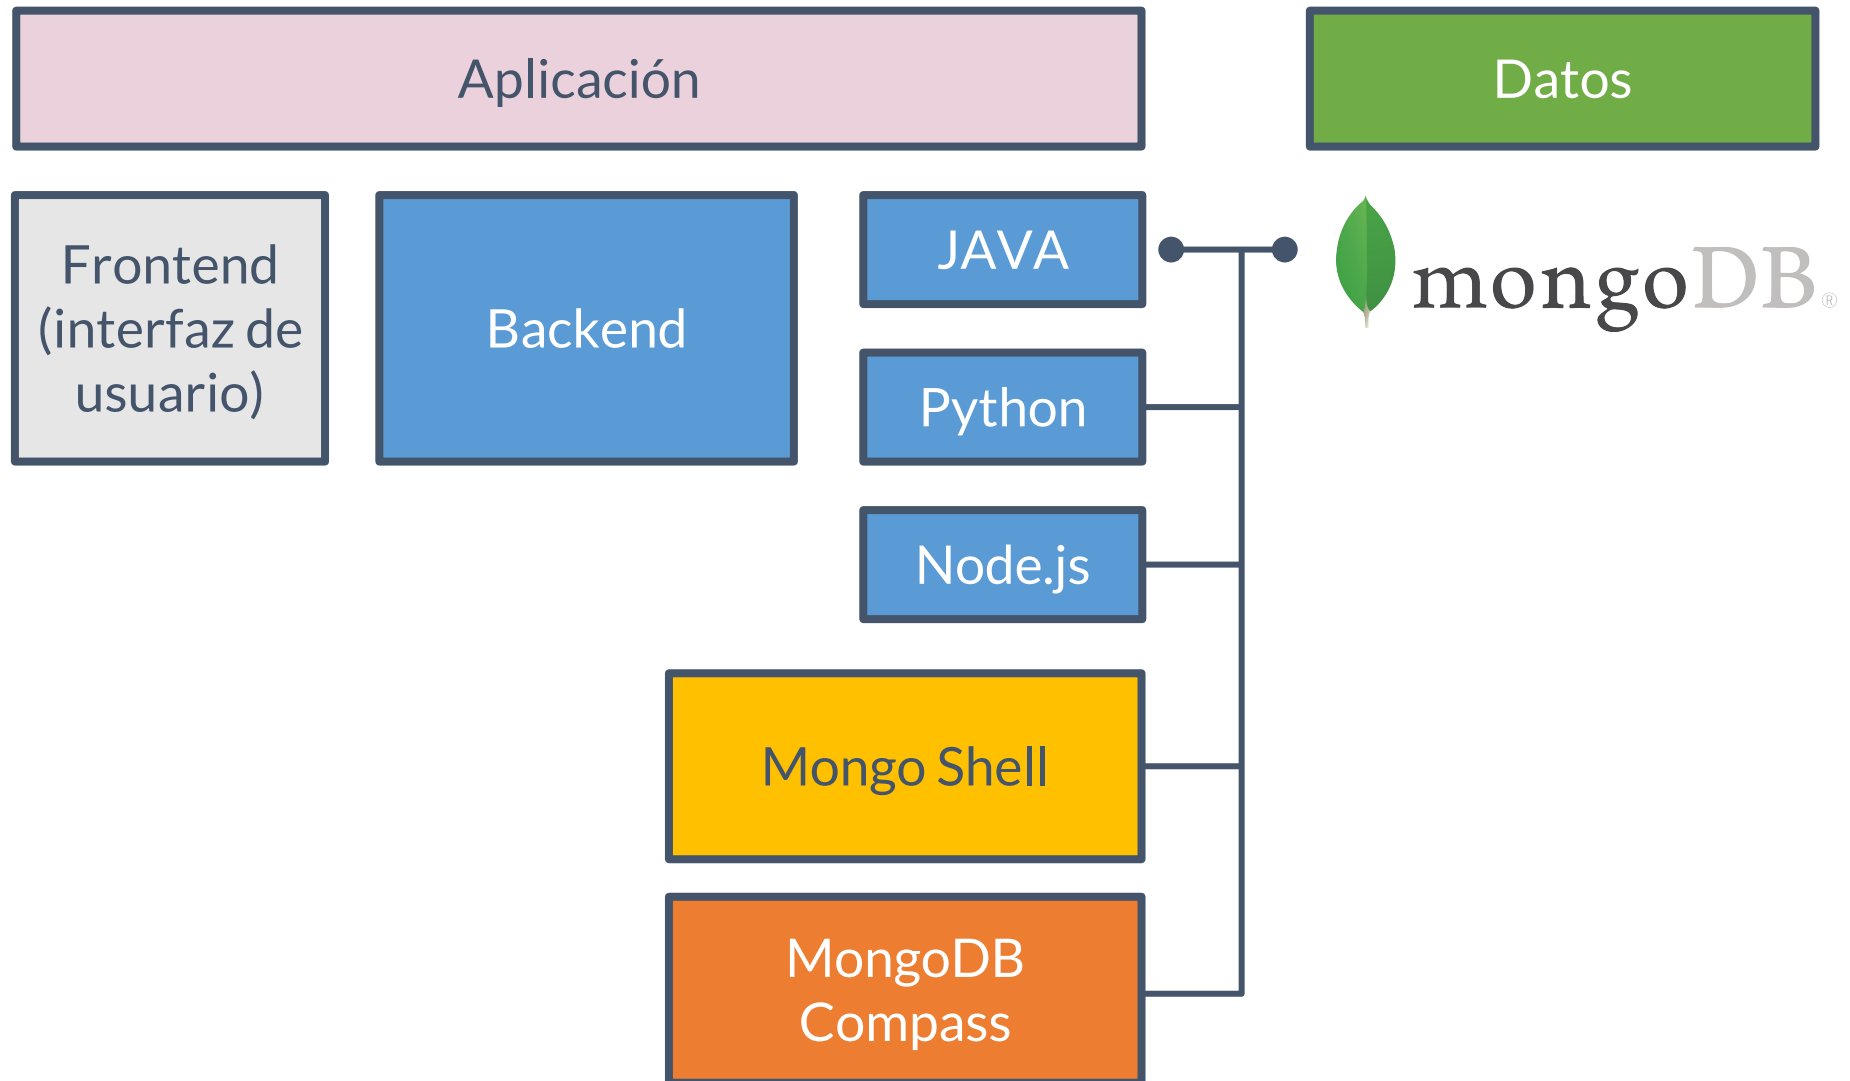 Aplicación
Datos
Frontend
(interfaz de
usuario)
Backend
JAVA
mongoDB®
Python
Node.js
Mongo Shell
MongoDB
Compass